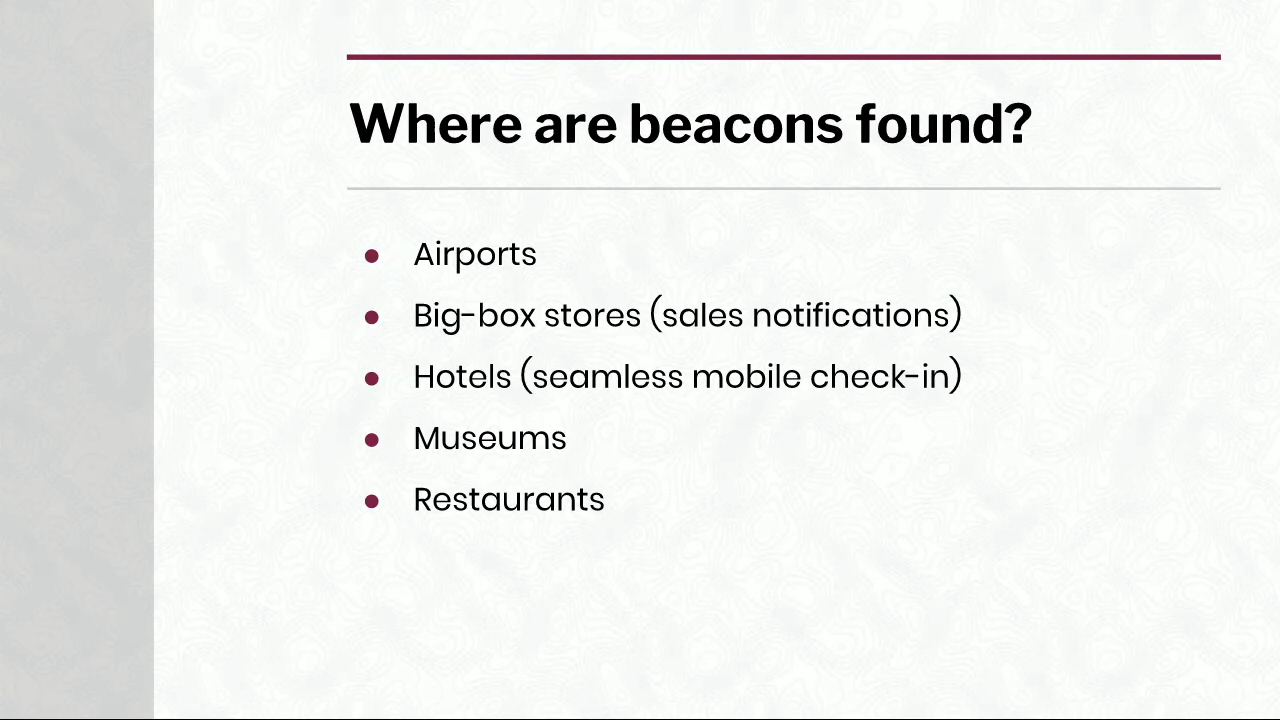 Where are beacons found?
● Airports
● Big-box stores (sales notifications)
● Hotels (seamless mobile check-in)
● Museums
● Restaurants